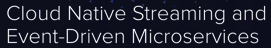 Cloud Native Streaming and
Event-Driven Microservices